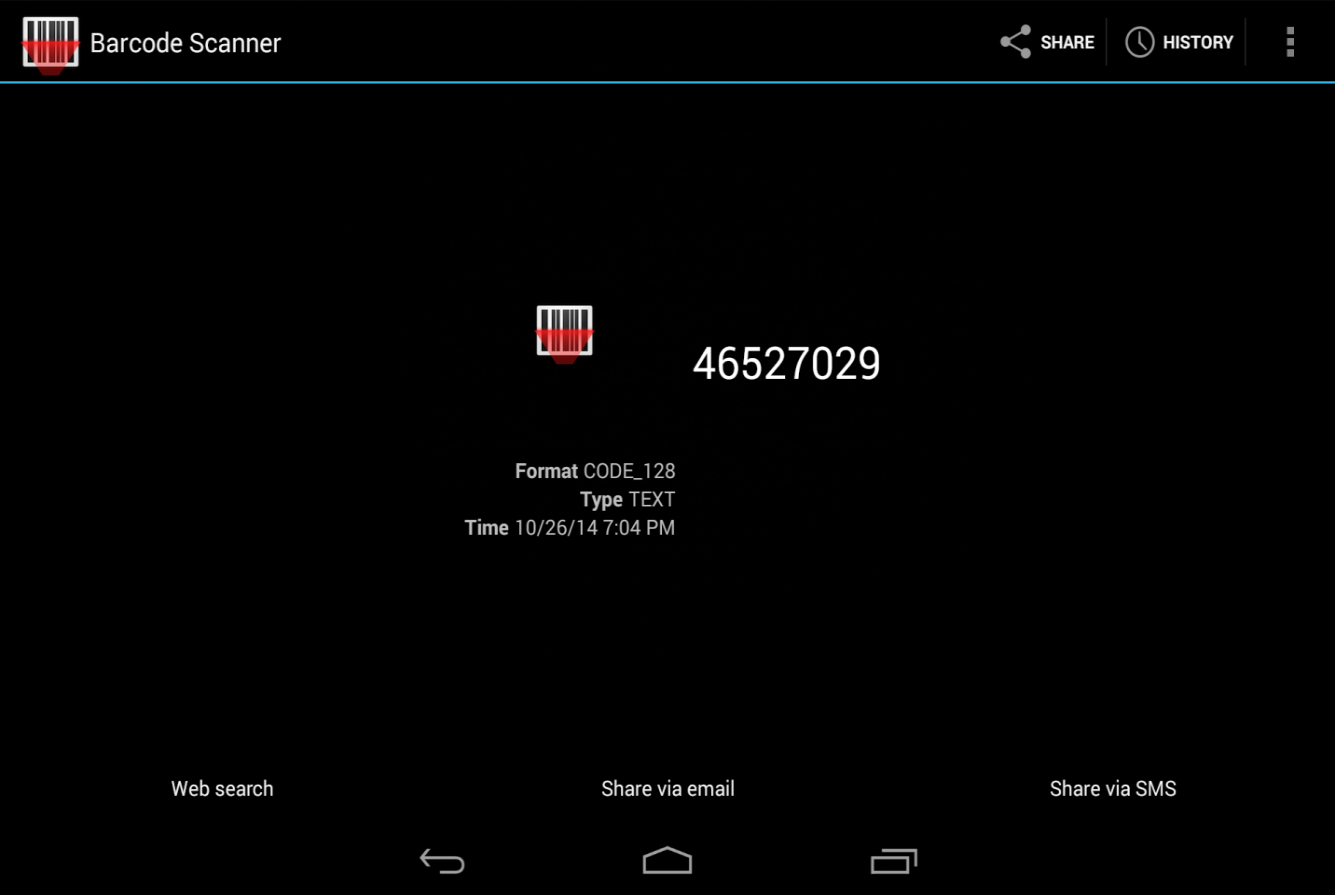 Barcode Scanner
SHARE
HISTORY
46527029
Format CODE_128
Type TEXT
Time 10/26/14 7:04 PM
Web search
Share via email
Share via SMS